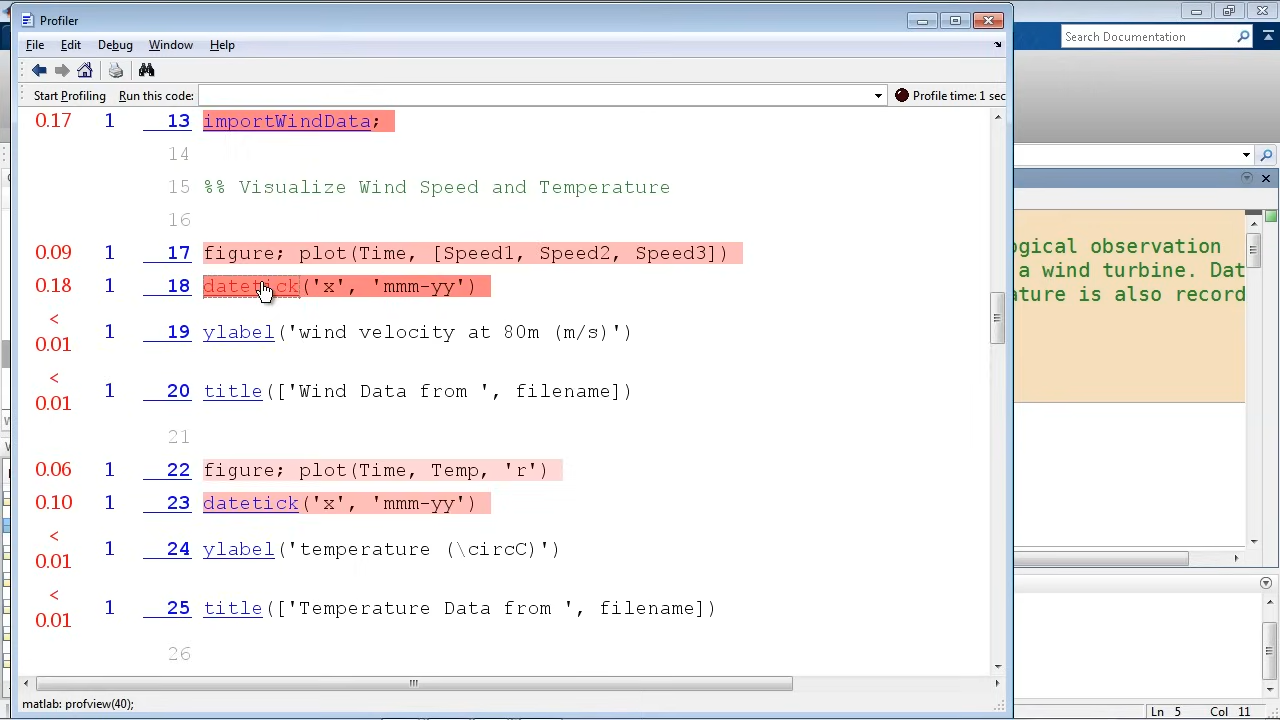 Profiler
File Edit Debug Window Help
Search Documentation
Start Profiling Run this code: Profile time: 1 sec
0.17 1 13 importWindData;
14
15 %% Visualize Wind Speed and Temperature
16
0.09 1 17 figure; plot(Time, [Speed1, Speed2, Speed3])
0.18 1 18 datetick('x', 'mmm-yy')
< 0.01 1 19 ylabel('wind velocity at 80m (m/s)')
< 0.01 1 20 title(['Wind Data from ', filename])
21
0.06 1 22 figure; plot(Time, Temp, 'r')
0.10 1 23 datetick('x', 'mmm-yy')
< 0.01 1 24 ylabel('temperature (\circC)')
< 0.01 1 25 title(['Temperature Data from ', filename])
26
matlab: profview(40);
ogical observation
a wind turbine. Dat
ature is also record
Ln 5 Col 11